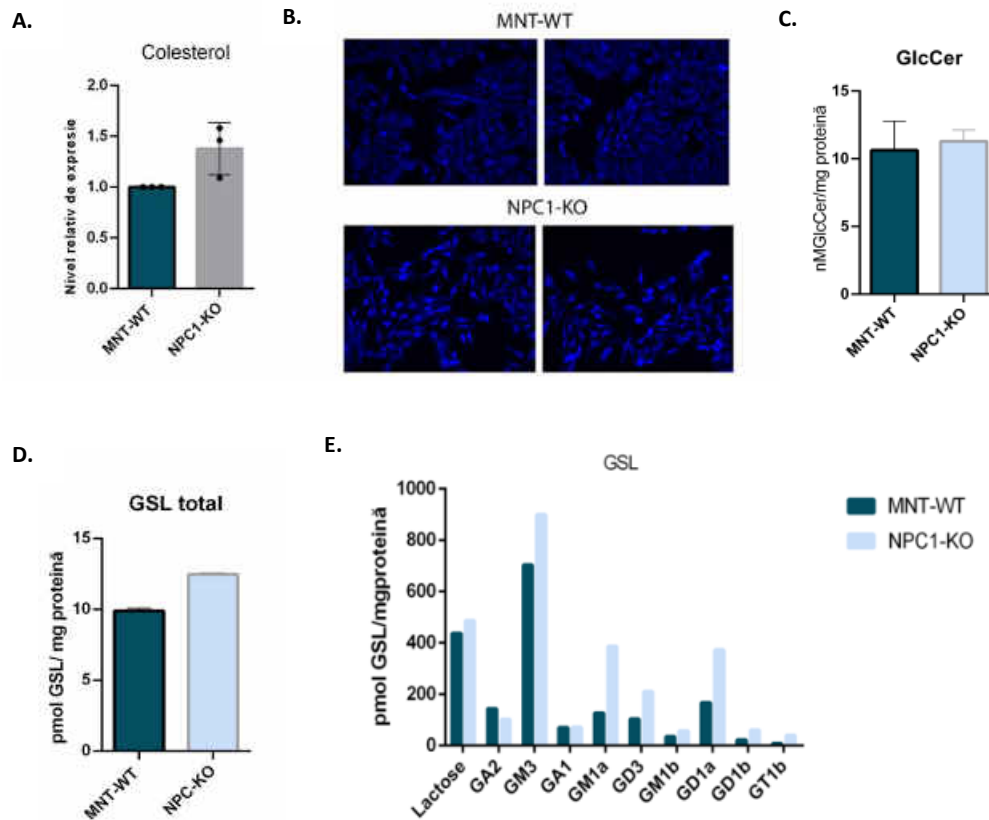 A.
Colesterol
Nivel relativ de expresie
2.0
1.5
1.0
0.5
0.0
MNT-WT
NPC1-KO
B.
MNT-WT
NPC1-KO
C.
GlcCer
nMGlcCer/mg proteină
15
10
5
0
MNT-WT
NPC1-KO
D.
GSL total
pmol GSL/ mg proteină
15
10
5
0
MNT-WT
NPC-KO
E.
GSL
pmol GSL/mgproteină
1000
800
600
400
200
0
Lactose
GA2
GM3
GA1
GM1a
GD3
GM1b
GD1a
GD1b
GT1b
MNT-WT
NPC1-KO